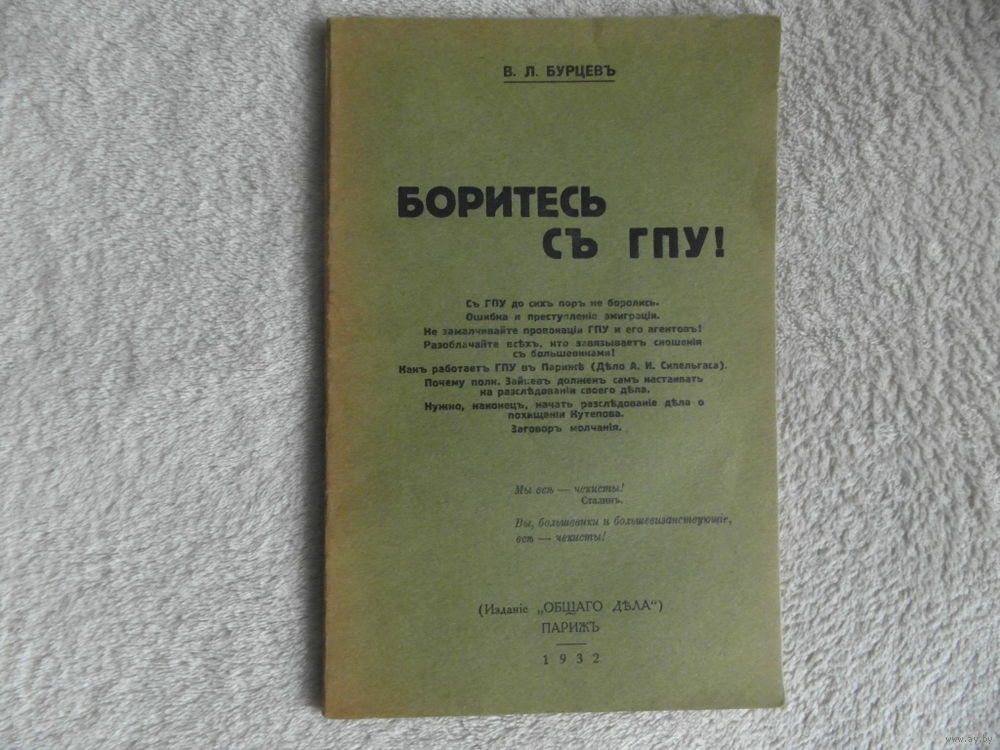 В. Л. БУРЦЕВЪ
БОРИТЕСЬ
СЪ ГПУ!
Съ ГПУ до сихъ поръ не боролись.
Ошибка и преступленіе эмиграціи.
Не замалчивайте провокаціи ГПУ и его агентовъ!
Разоблачайте всѣхъ, кто завязываетъ сношенія
съ большевиками!
Какъ работаетъ ГПУ въ Парижѣ (Дѣло А. И. Сипельгаса).
Почему полк. Зайцевъ долженъ самъ настаивать
на разслѣдованіи своего дѣла.
Нужно, наконецъ, начать разслѣдованіе дѣла о
похищеніи Кутепова.
Заговоръ молчанія.
Мы всѣ — чекисты!
Сталинъ.
Вы, большевики и большевизанствующіе,
всѣ — чекисты!
(Изданіе „ОБЩАГО ДѢЛА“)
ПАРИЖЪ
1932
www.ay.by